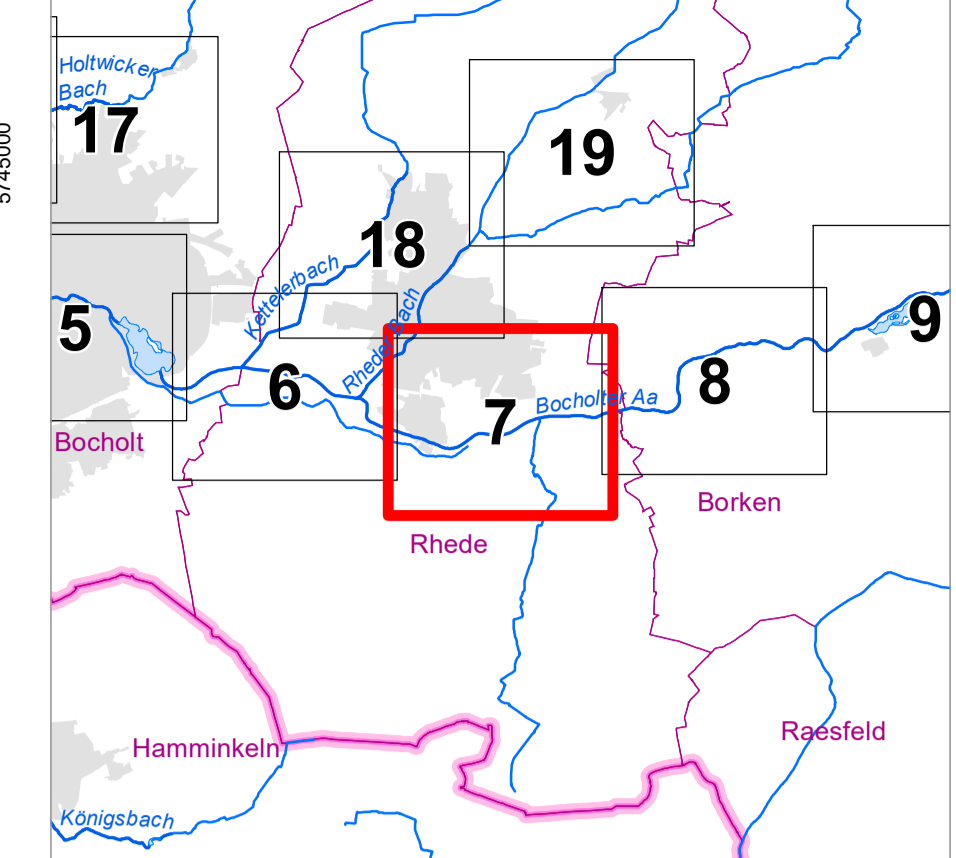 Holtwicker
Bach
17
19
5745000
18
Kettelerbach
Rheder Bach
5
9
6
8
7
Bocholter Aa
Bocholt
Borken
Rhede
Raesfeld
Hamminkeln
Königsbach